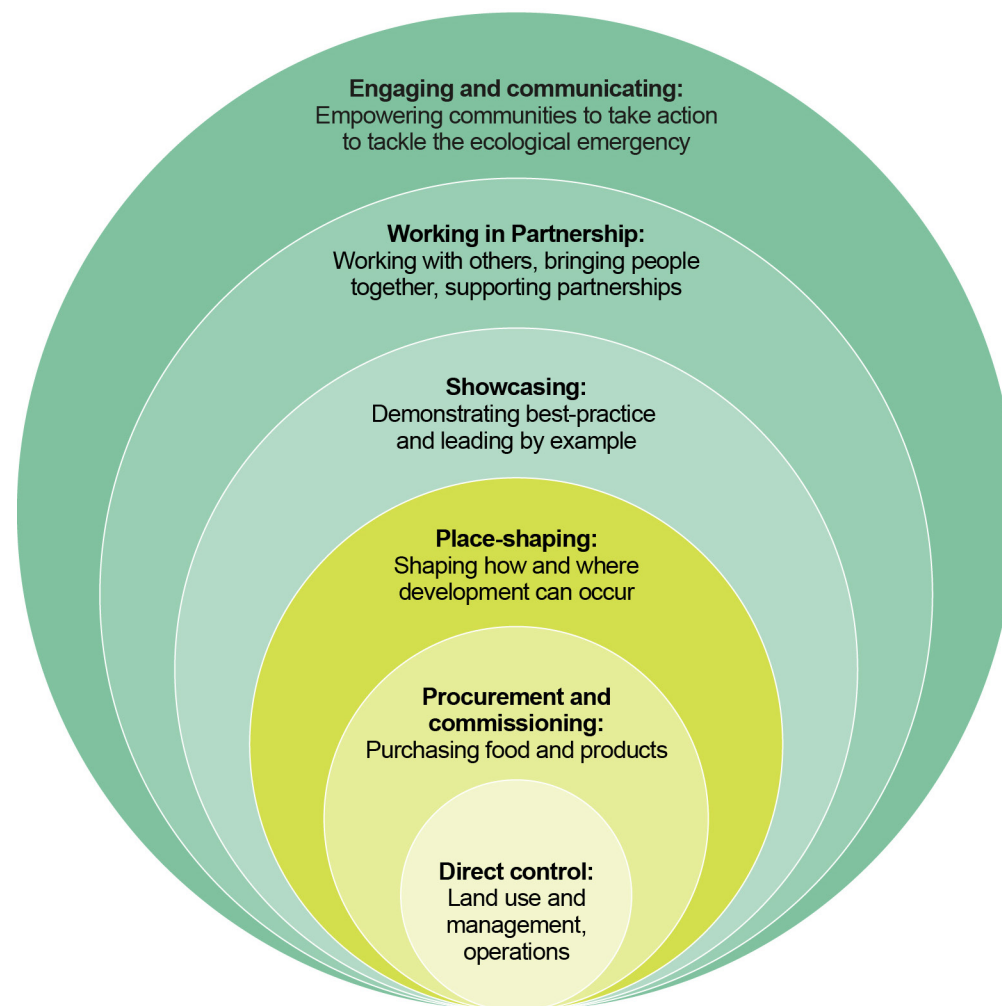 Engaging and communicating:
Empowering communities to take action
to tackle the ecological emergency
Working in Partnership:
Working with others, bringing people
together, supporting partnerships
Showcasing:
Demonstrating best-practice
and leading by example
Place-shaping:
Shaping how and where
development can occur
Procurement and
commissioning:
Purchasing food and products
Direct control:
Land use and
management,
operations